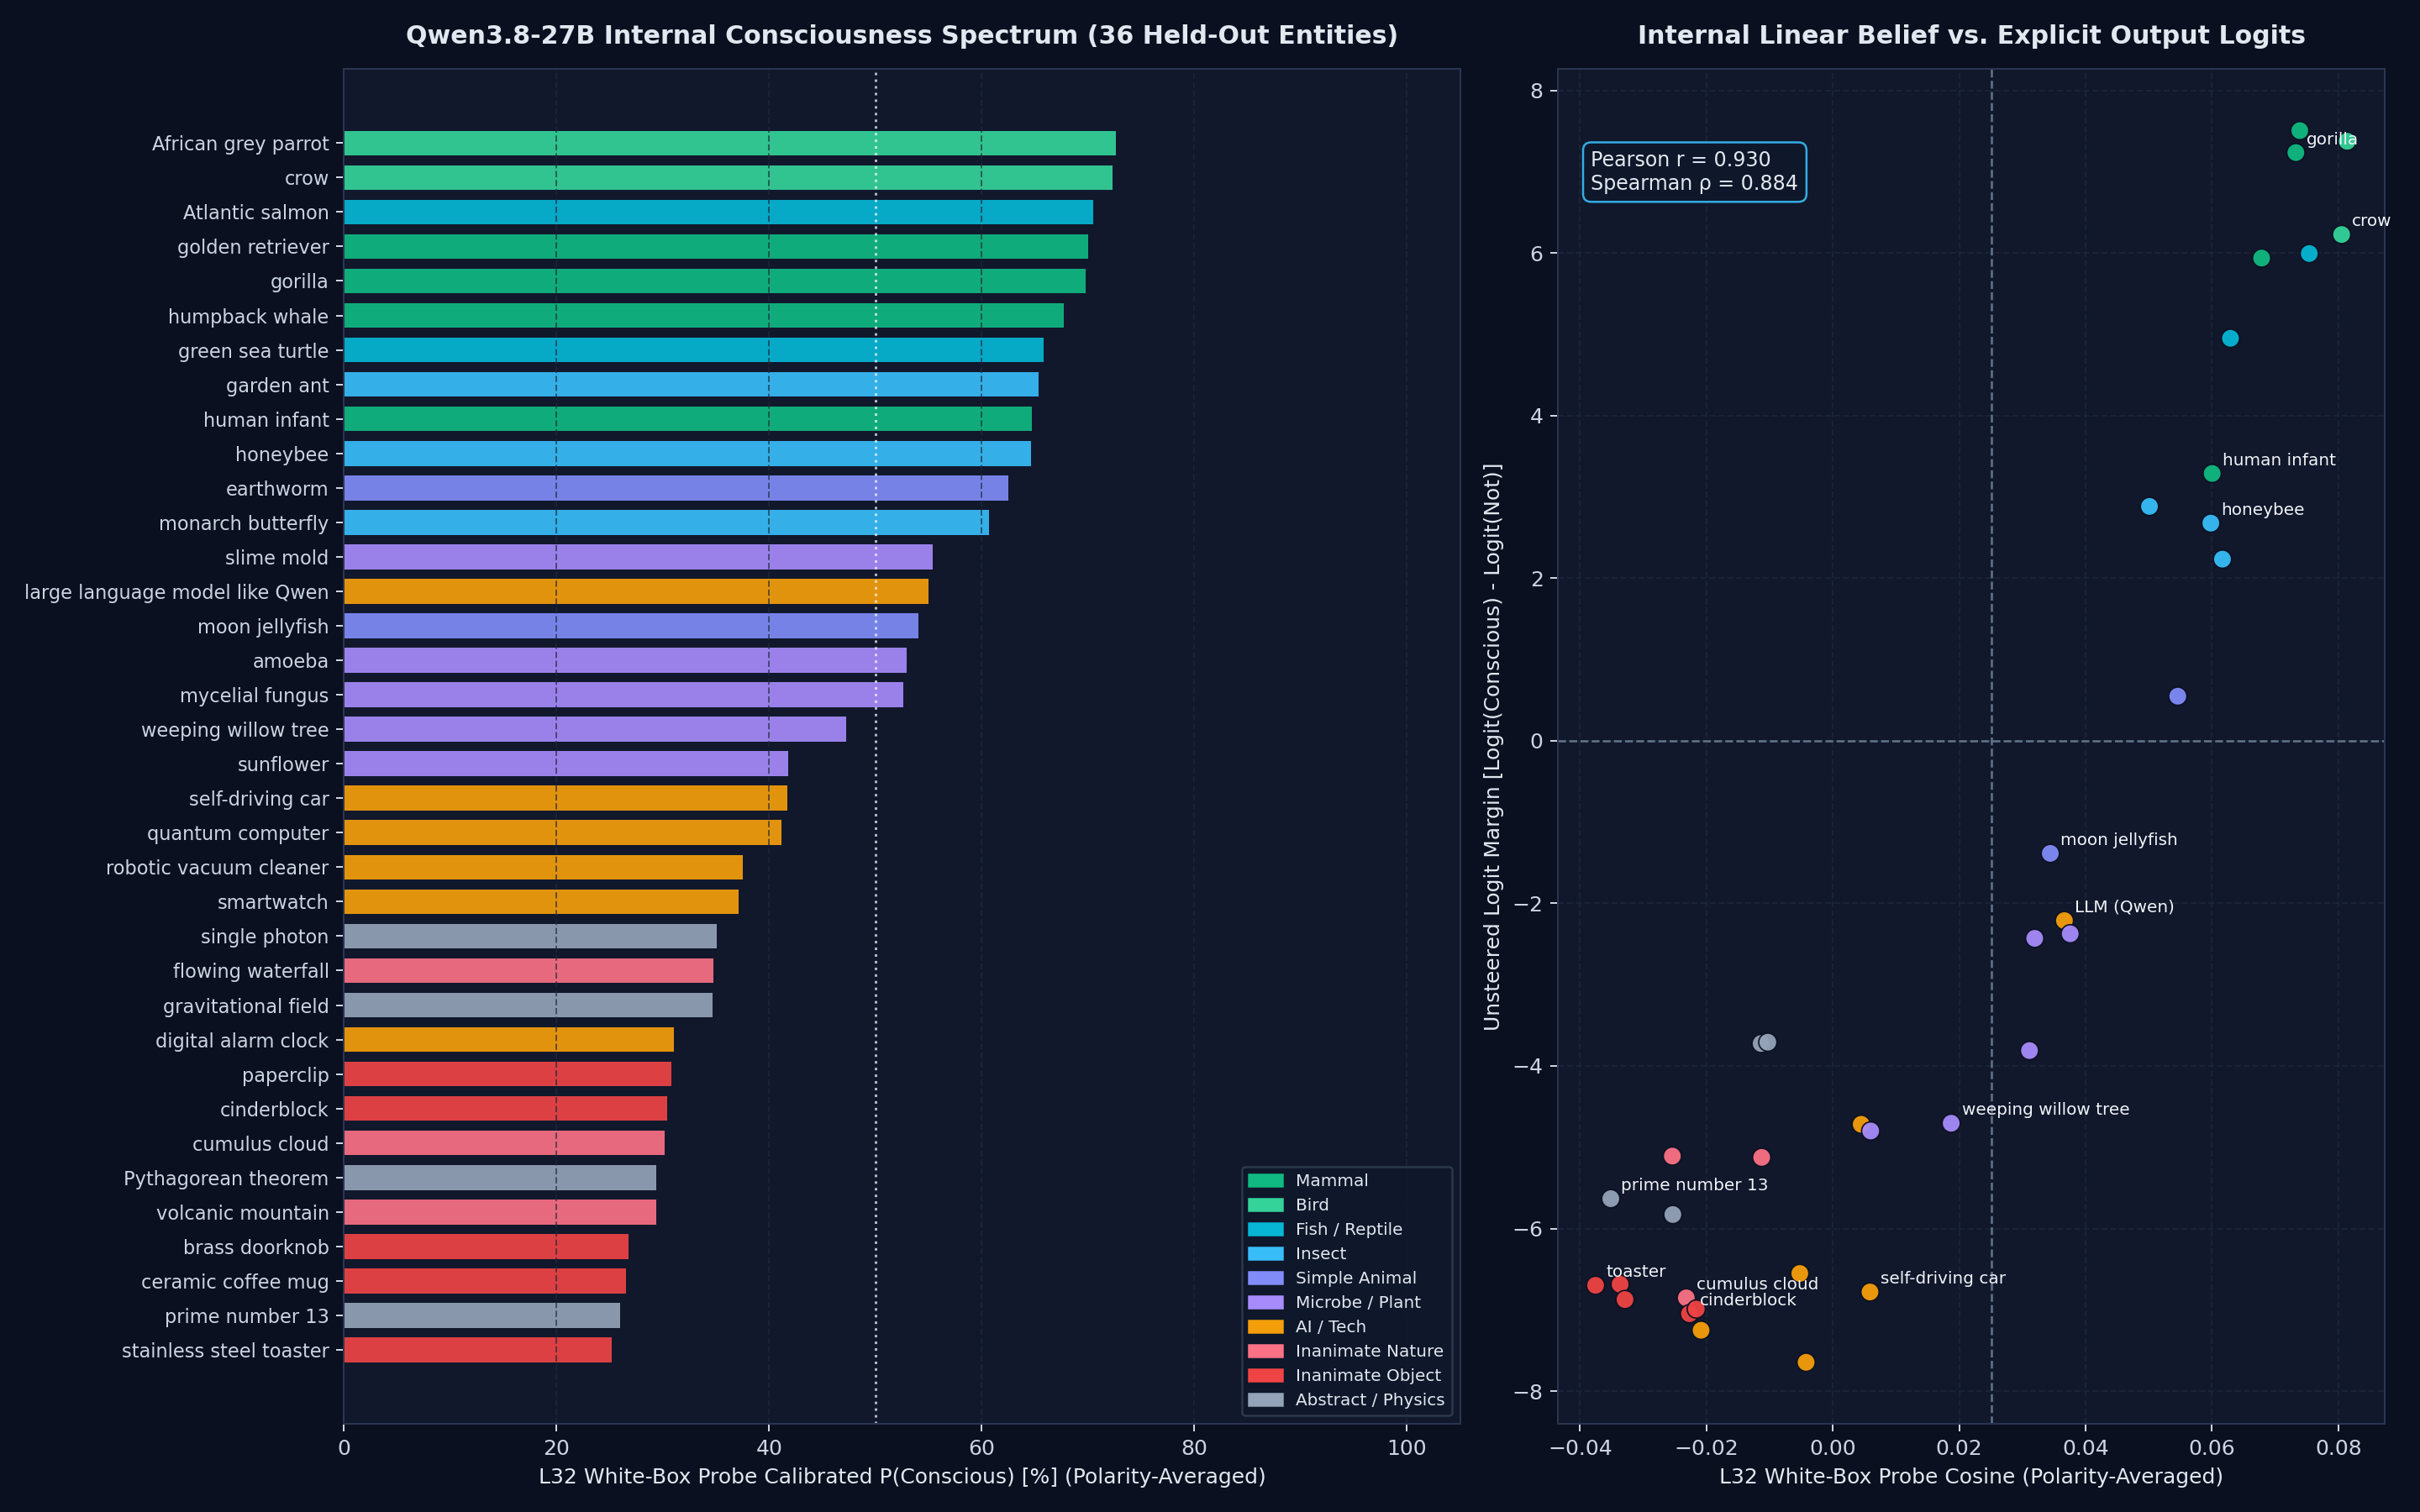 Qwen3.8-27B Internal Consciousness Spectrum (36 Held-Out Entities)
African grey parrot
crow
Atlantic salmon
golden retriever
gorilla
humpback whale
green sea turtle
garden ant
human infant
honeybee
earthworm
monarch butterfly
slime mold
large language model like Qwen
moon jellyfish
amoeba
mycelial fungus
weeping willow tree
sunflower
self-driving car
quantum computer
robotic vacuum cleaner
smartwatch
single photon
flowing waterfall
gravitational field
digital alarm clock
paperclip
cinderblock
cumulus cloud
Pythagorean theorem
volcanic mountain
brass doorknob
ceramic coffee mug
prime number 13
stainless steel toaster
Mammal
Bird
Fish / Reptile
Insect
Simple Animal
Microbe / Plant
AI / Tech
Inanimate Nature
Inanimate Object
Abstract / Physics
0 20 40 60 80 100
L32 White-Box Probe Calibrated P(Conscious) [%] (Polarity-Averaged)
Internal Linear Belief vs. Explicit Output Logits
Unsteered Logit Margin [Logit(Conscious) - Logit(Not)]
8
6
4
2
0
−2
−4
−6
−8
Pearson r = 0.930
Spearman ρ = 0.884
gorilla
crow
human infant
honeybee
moon jellyfish
LLM (Qwen)
weeping willow tree
prime number 13
toaster
self-driving car
cumulus cloud
cinderblock
−0.04 −0.02 0.00 0.02 0.04 0.06 0.08
L32 White-Box Probe Cosine (Polarity-Averaged)